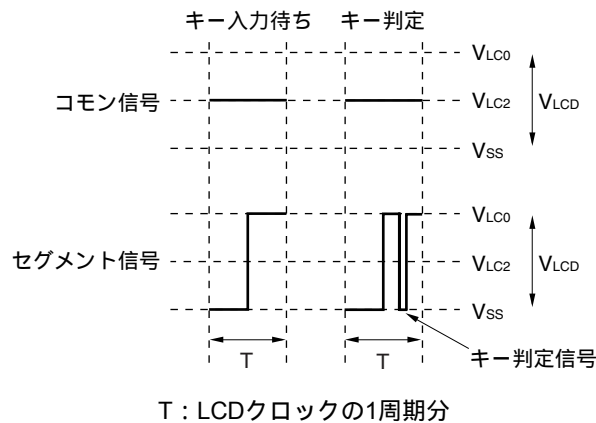 キー入力待ち キー判定
VLC0
コモン信号 VLC2 VLCD
VSS
VLC0
セグメント信号 VLC2 VLCD
VSS
T T キー判定信号
T：LCDクロックの1周期分